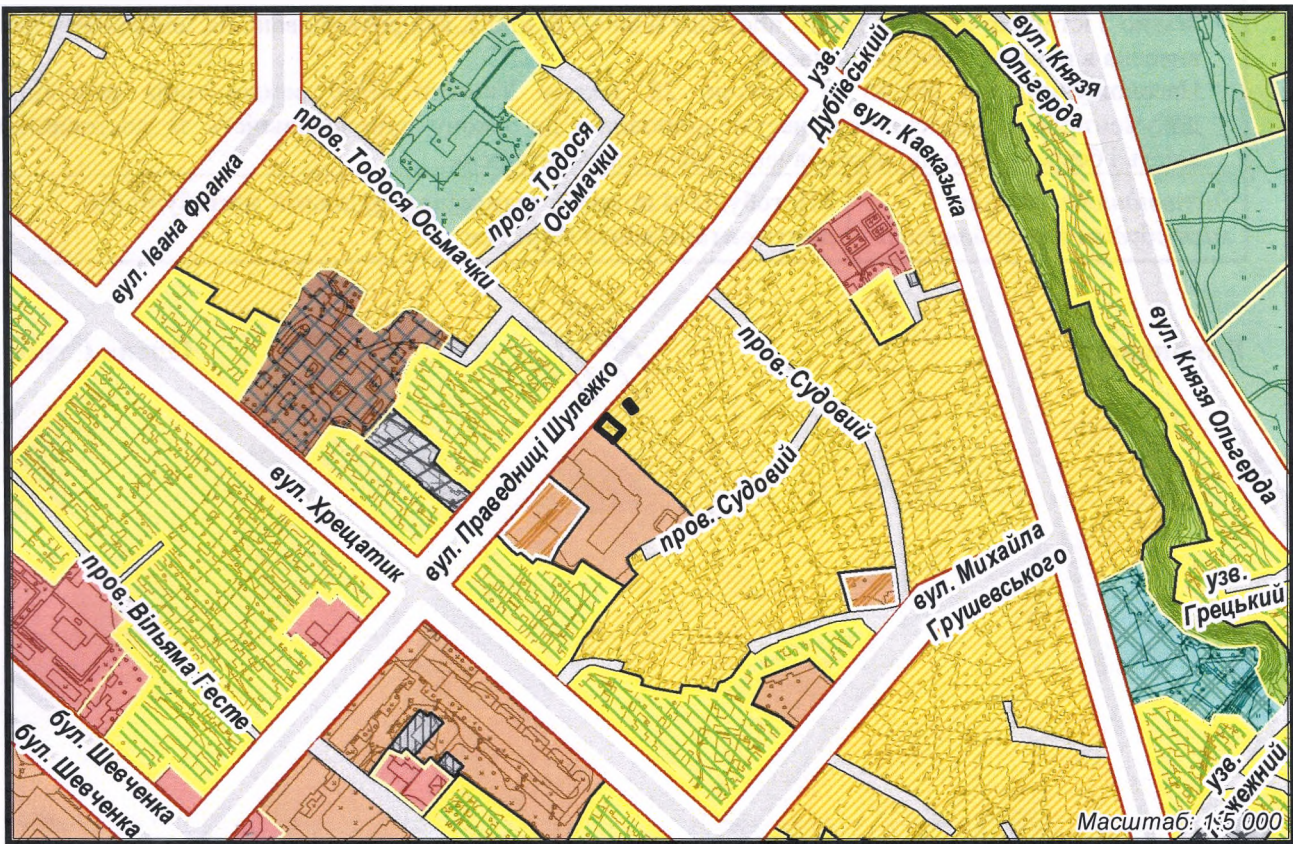 вул. Князя
Ольгерда
узв.
Дубіївський
вул. Кавказька
пров. Тодося Осьмачки
пров. Тодося
Осьмачки
вул. Івана Франка
вул. Князя Ольгерда
пров. Судовий
пров. Судовий
вул. Праведниці Шулежко
вул. Хрещатик
вул. Михайла
Грушевського
узв.
Грецький
пров. Вільяма Гесте
бул. Шевченка
бул. Шевченка
узв.
Масштаб: 1:5 000